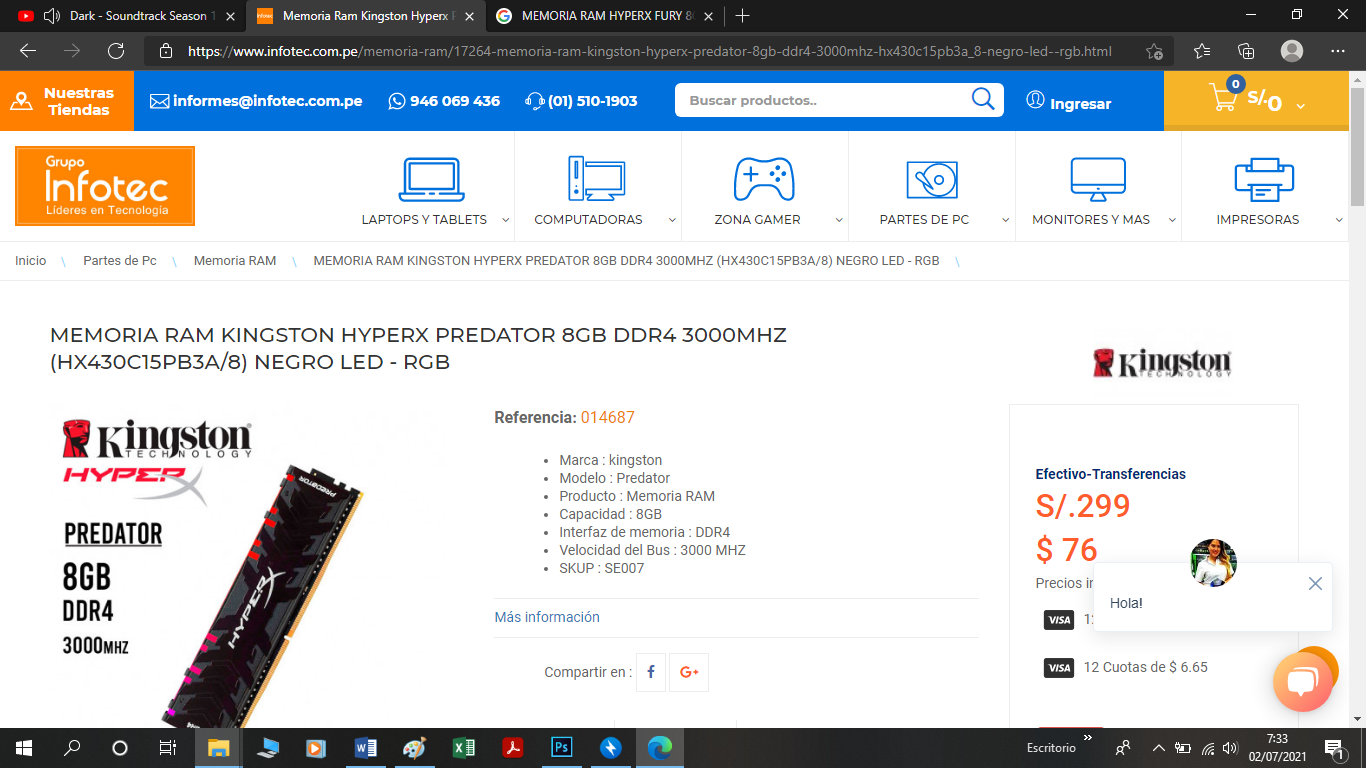 Dark - Soundtrack Season 1
Memoria Ram Kingston Hyperx P
MEMORIA RAM HYPERX FURY 8
https://www.infotec.com.pe/memoria-ram/17264-memoria-ram-kingston-hyperx-predator-8gb-ddr4-3000mhz-hx430c15pb3a_8-negro-led--rgb.html
Nuestras
Tiendas
informes@infotec.com.pe
946 069 436
(01) 510-1903
Buscar productos..
Ingresar
0
S/.0
Grupo
Infotec
Líderes en Tecnología
LAPTOPS Y TABLETS
COMPUTADORAS
ZONA GAMER
PARTES DE PC
MONITORES Y MAS
IMPRESORAS
Inicio \ Partes de Pc \ Memoria RAM \ MEMORIA RAM KINGSTON HYPERX PREDATOR 8GB DDR4 3000MHZ (HX430C15PB3A/8) NEGRO LED - RGB \
MEMORIA RAM KINGSTON HYPERX PREDATOR 8GB DDR4 3000MHZ
(HX430C15PB3A/8) NEGRO LED - RGB
Kingston
TECHNOLOGY
Kingston
TECHNOLOGY
HYPERX
PREDATOR
8GB
DDR4
3000MHZ
PREDATOR
HYPERX
Referencia: 014687
• Marca : kingston
• Modelo : Predator
• Producto : Memoria RAM
• Capacidad : 8GB
• Interfaz de memoria : DDR4
• Velocidad del Bus : 3000 MHZ
• SKUP : SE007
Más información
Compartir en :
f
G+
Efectivo-Transferencias
S/.299
$ 76
Precios in
Hola!
VISA 12
VISA 12 Cuotas de $ 6.65
Ps
Escritorio
»
7:33
02/07/2021
1